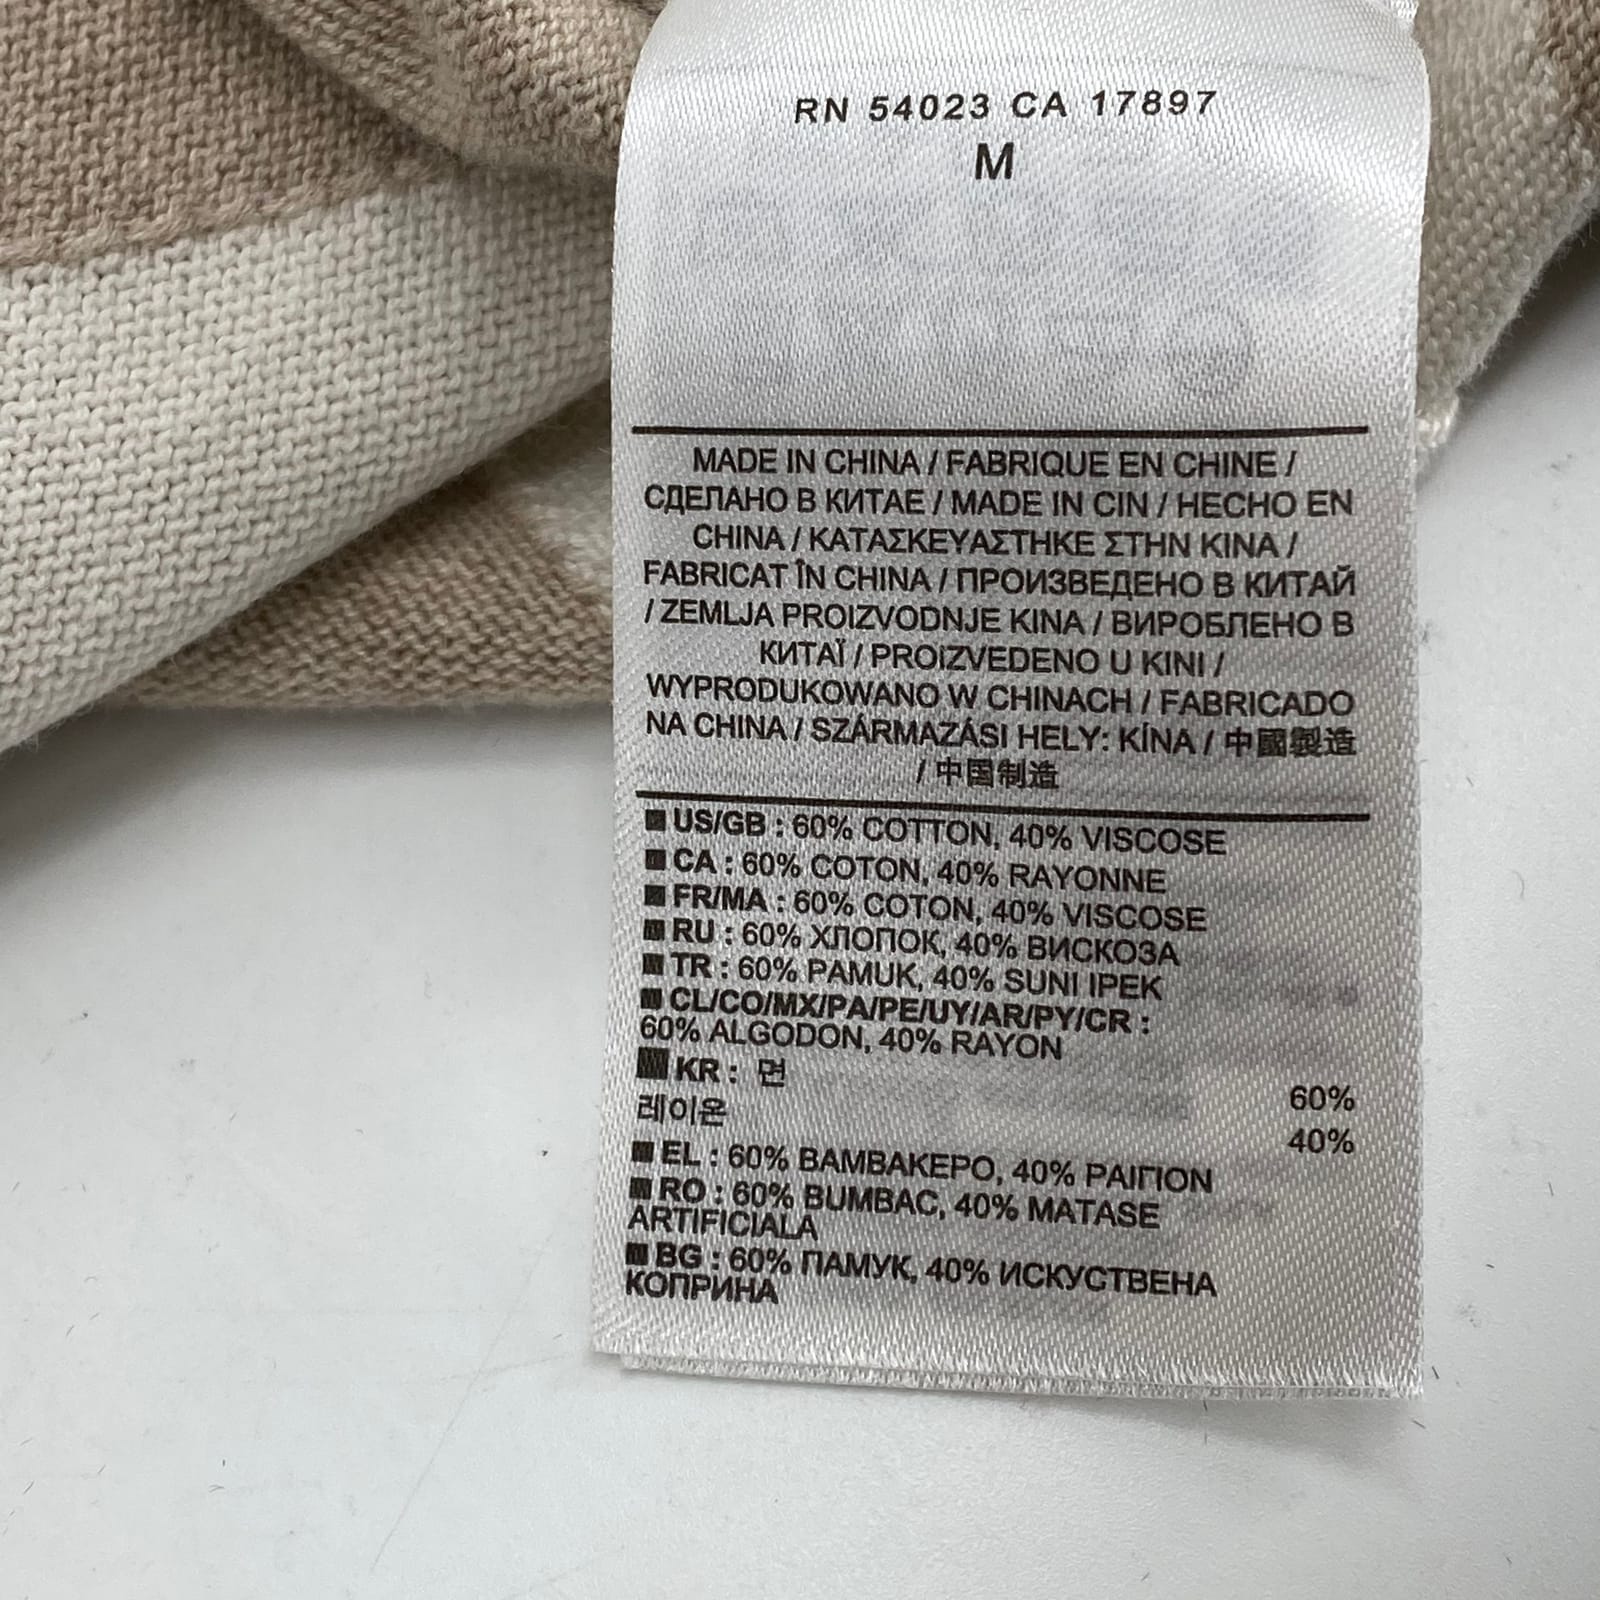 RN 54023 CA 17897
M
MADE IN CHINA / FABRIQUE EN CHINE /
СДЕЛАНО В КИТАЕ / MADE IN CIN / HECHO EN
CHINA / ΚΑΤΑΣΚΕΥΑΣΤΗΚΕ ΣΤΗΝ ΚΙΝΑ /
FABRICAT ÎN CHINA / ПРОИЗВЕДЕНО В КИТАЙ
/ ZEMLJA PROIZVODNJE KINA / ВИРОБЛЕНО В
КИТАЇ / PROIZVEDENO U KINI /
WYPRODUKOWANO W CHINACH / FABRICADO
NA CHINA / SZÁRMAZÁSI HELY: KÍNA / 中國製造
/ 中国制造
■ US/GB : 60% COTTON, 40% VISCOSE
■ CA : 60% COTON, 40% RAYONNE
■ FR/MA : 60% COTON, 40% VISCOSE
■ RU : 60% ХЛОПОК, 40% ВИСКОЗА
■ TR : 60% PAMUK, 40% SUNI IPEK
■ CL/CO/MX/PA/PE/UY/AR/PY/CR :
60% ALGODON, 40% RAYON
■ KR : 면 60%
레이온 40%
■ EL : 60% ΒΑΜΒΑΚΕΡΟ, 40% ΡΑΙΓΙΟΝ
■ RO : 60% BUMBAC, 40% MATASE
ARTIFICIALA
■ BG : 60% ПАМУК, 40% ИСКУСТВЕНА
КОПРИНА